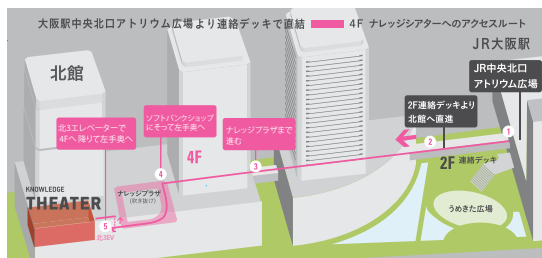 大阪駅中央北口アトリウム広場より連絡デッキで直結 4F ナレッジシアターへのアクセスルート
JR大阪駅
北館
JR中央北口
アトリウム広場
ソフトバンクショップ
にそって左手奥へ
2F連絡デッキより
北館へ直進
北3エレベーターで
4Fへ 降りて左手奥へ
ナレッジプラザまで
進む
1
2
4F
3
2F 連絡デッキ
4
KNOWLEDGE
THEATER
ナレッジプラザ
(吹き抜け)
うめきた広場
5
北3EV